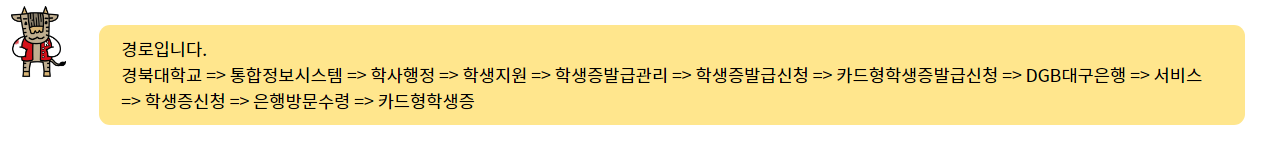 경로입니다.
경북대학교 => 통합정보시스템 => 학사행정 => 학생지원 => 학생증발급관리 => 학생증발급신청 => 카드형학생증발급신청 => DGB대구은행 => 서비스
=> 학생증신청 => 은행방문수령 => 카드형학생증